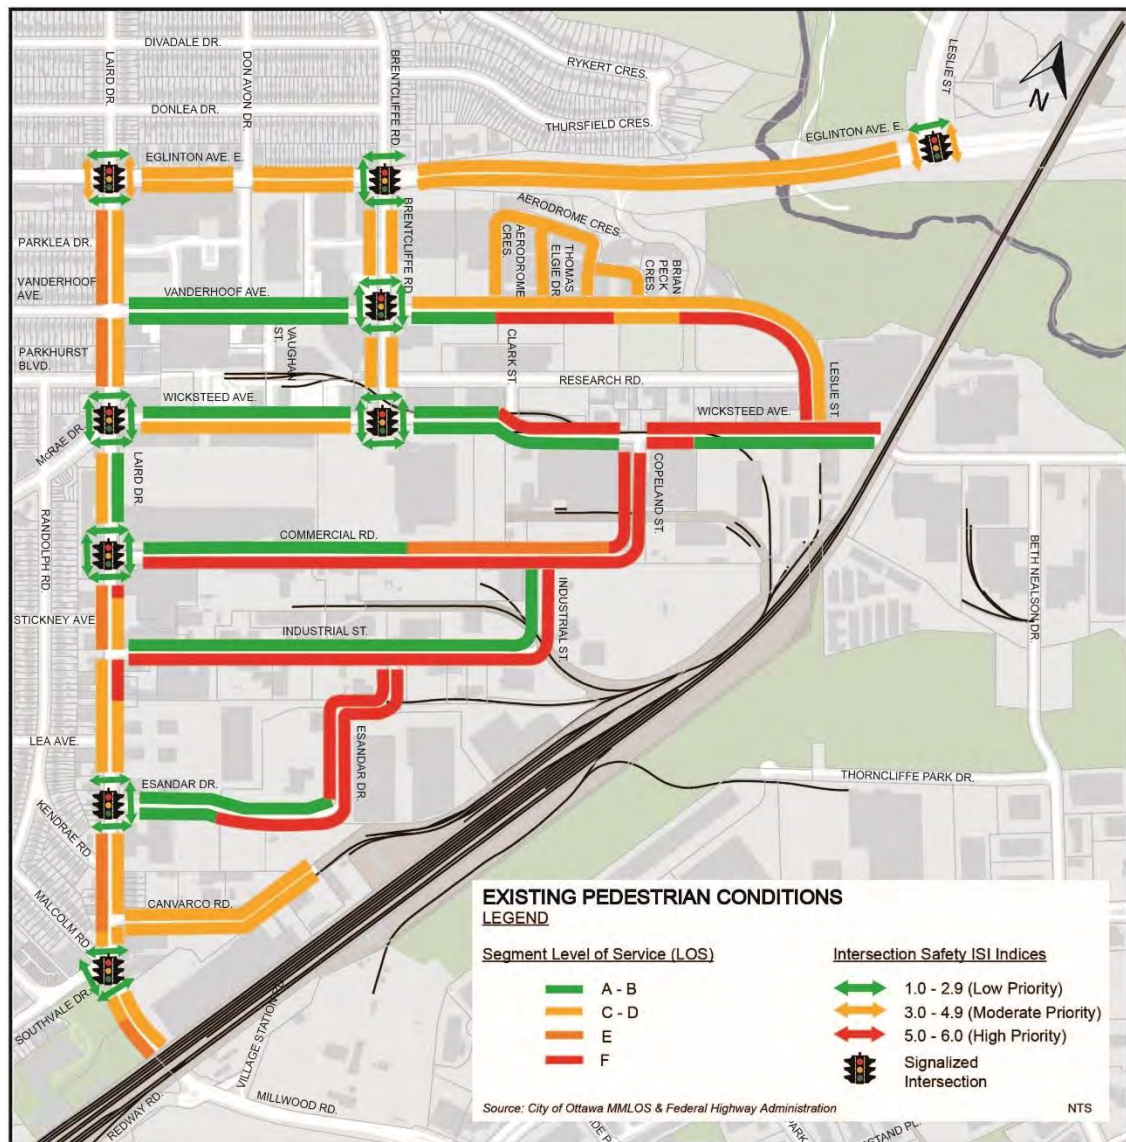 DIVADALE DR.
LAIRD DR.
DON AVON DR.
BRENTCLIFFE RD.
RYKERT CRES.
LESLIE ST.
N
DONLEA DR.
THURSFIELD CRES.
EGLINTON AVE. E.
EGLINTON AVE. E.
PARKLEA DR.
BRENTCLIFFE RD.
AERODROME CRES.
AERODROME
CRES.
THOMAS
ELGIE DR.
BRIAN
PECK
CRES.
VANDERHOOF
AVE.
VANDERHOOF AVE.
PARKHURST
BLVD.
VAUGHAN
ST.
CLARK ST.
RESEARCH RD.
LESLIE ST.
WICKSTEED AVE.
WICKSTEED AVE.
McRAE DR.
LAIRD DR.
COPELAND ST.
RANDOLPH RD
COMMERCIAL RD.
BETH NEALSON DR.
STICKNEY AVE
INDUSTRIAL ST.
INDUSTRIAL ST.
LEA AVE.
ESANDAR DR.
ESANDAR DR.
THORNCLIFFE PARK DR.
KENDRAE RD
CANVARCO RD.
MALCOLM RD.
SOUTHVALE DR.
VILLAGE STATION
REDWAY RD.
MILLWOOD RD.
EXISTING PEDESTRIAN CONDITIONS
LEGEND
Segment Level of Service (LOS)
A - B
C - D
E
F
Intersection Safety ISI Indices
1.0 - 2.9 (Low Priority)
3.0 - 4.9 (Moderate Priority)
5.0 - 6.0 (High Priority)
Signalized
Intersection
Source: City of Ottawa MMLOS & Federal Highway Administration
NTS
PARK